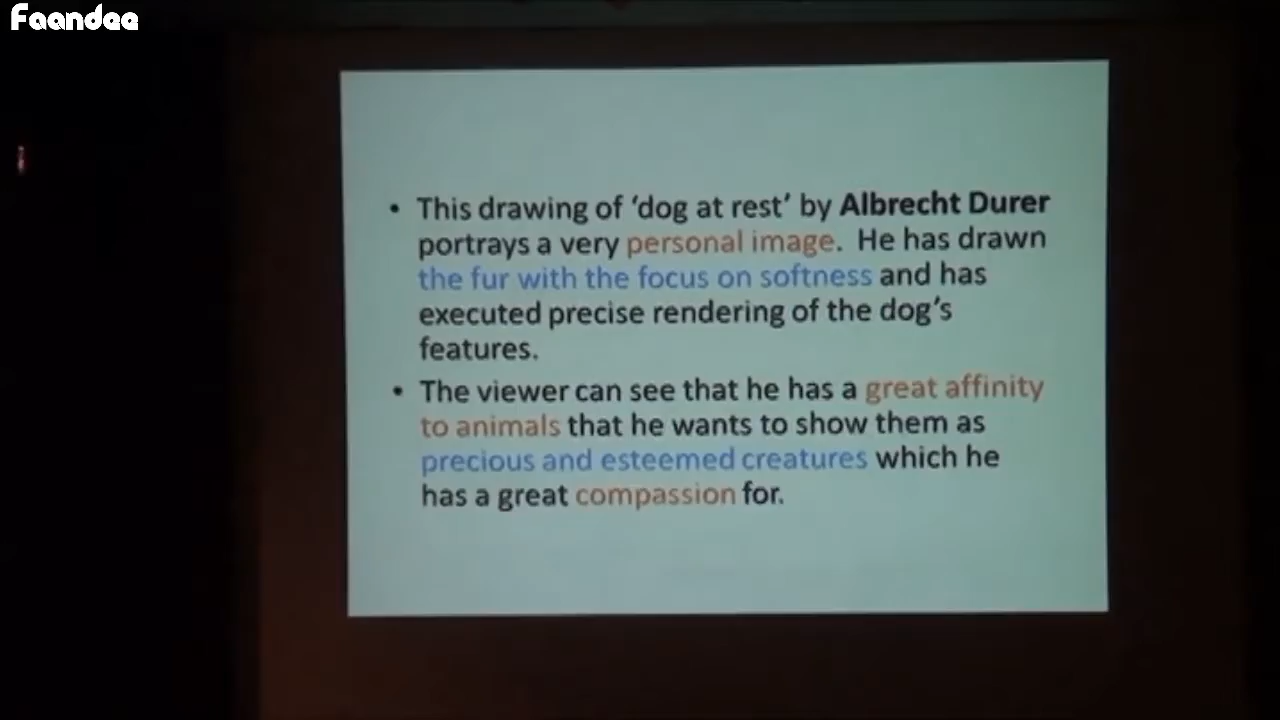 Faandee
• This drawing of ‘dog at rest’ by Albrecht Durer
portrays a very personal image.  He has drawn
the fur with the focus on softness and has
executed precise rendering of the dog’s
features.
• The viewer can see that he has a great affinity
to animals that he wants to show them as
precious and esteemed creatures which he
has a great compassion for.